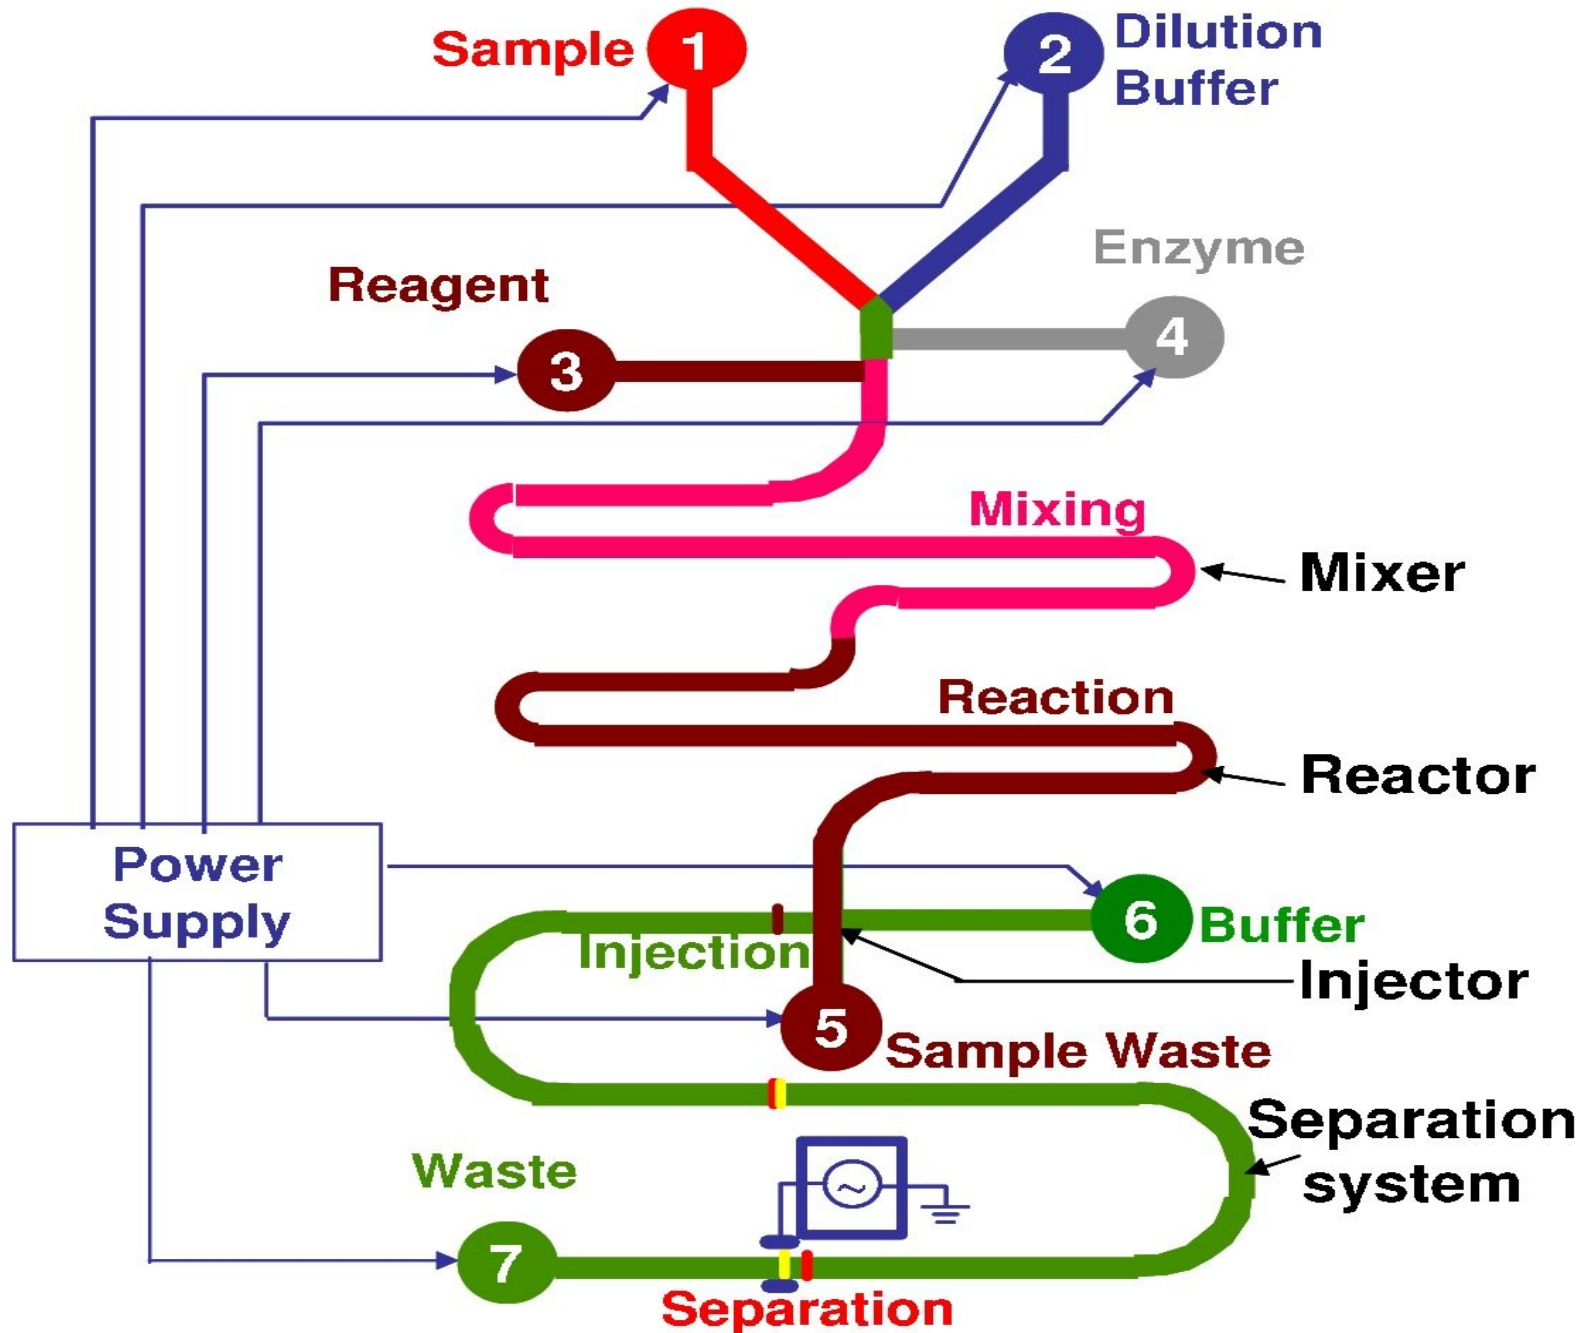 Sample
1
2
Dilution
Buffer
Enzyme
4
Reagent
3
Mixing
Mixer
Reaction
Reactor
Power
Supply
6
Buffer
Injection
Injector
5
Sample Waste
Separation
system
Waste
~
7
Separation